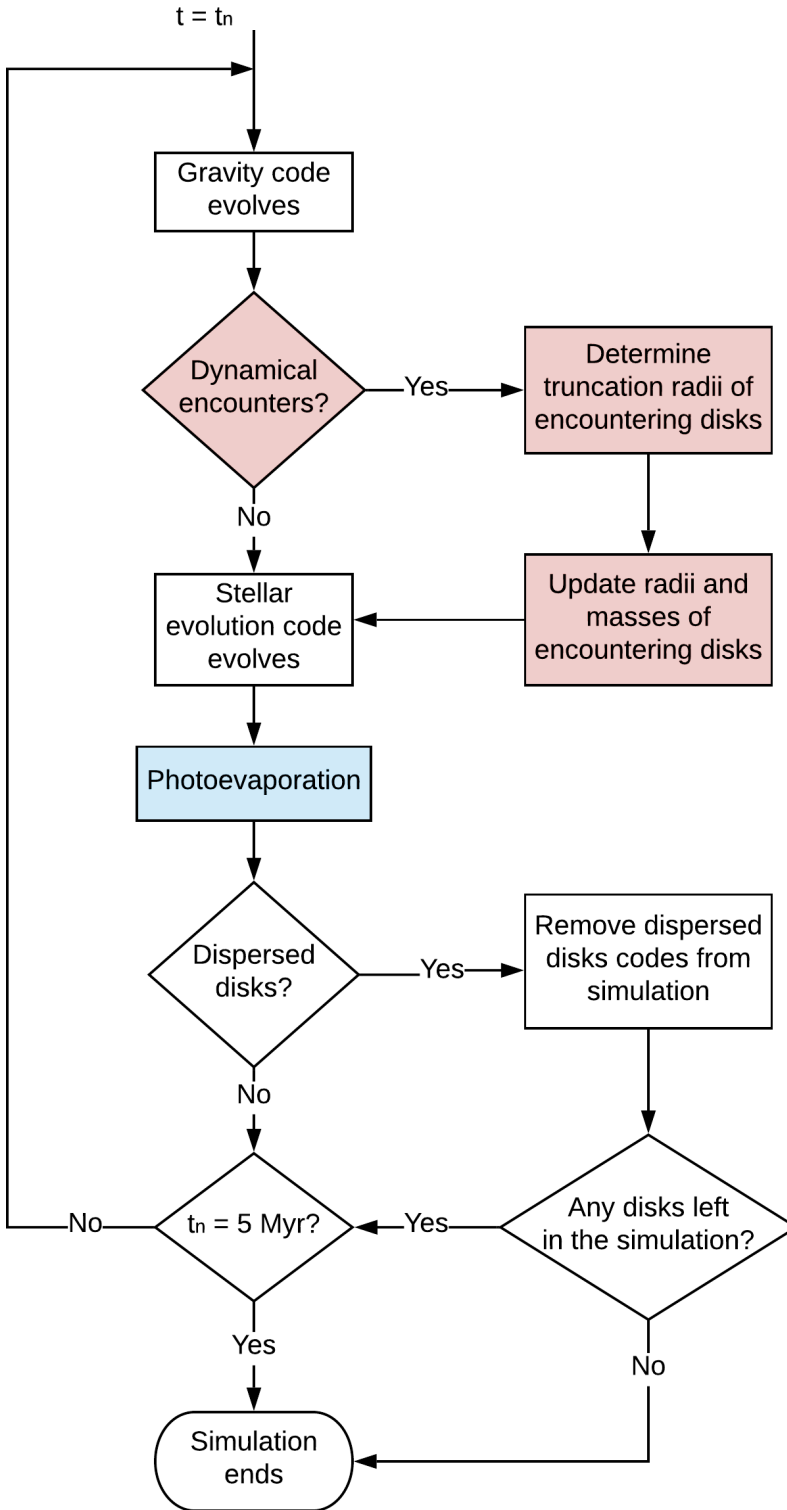 t = tn
Gravity code
evolves
Dynamical
encounters?
Yes
Determine
truncation radii of
encountering disks
No
Update radii and
masses of
encountering disks
Stellar
evolution code
evolves
Photoevaporation
Dispersed
disks?
Yes
Remove dispersed
disks codes from
simulation
No
Any disks left
in the simulation?
Yes
tn = 5 Myr?
No
Yes
No
Simulation
ends